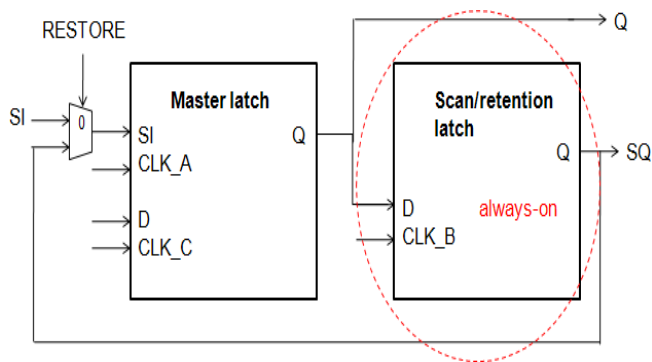 RESTORE
SI
0
Master latch
SI
CLK_A
D
CLK_C
Q
Scan/retention
latch
D
CLK_B
always-on
Q
Q
SQ